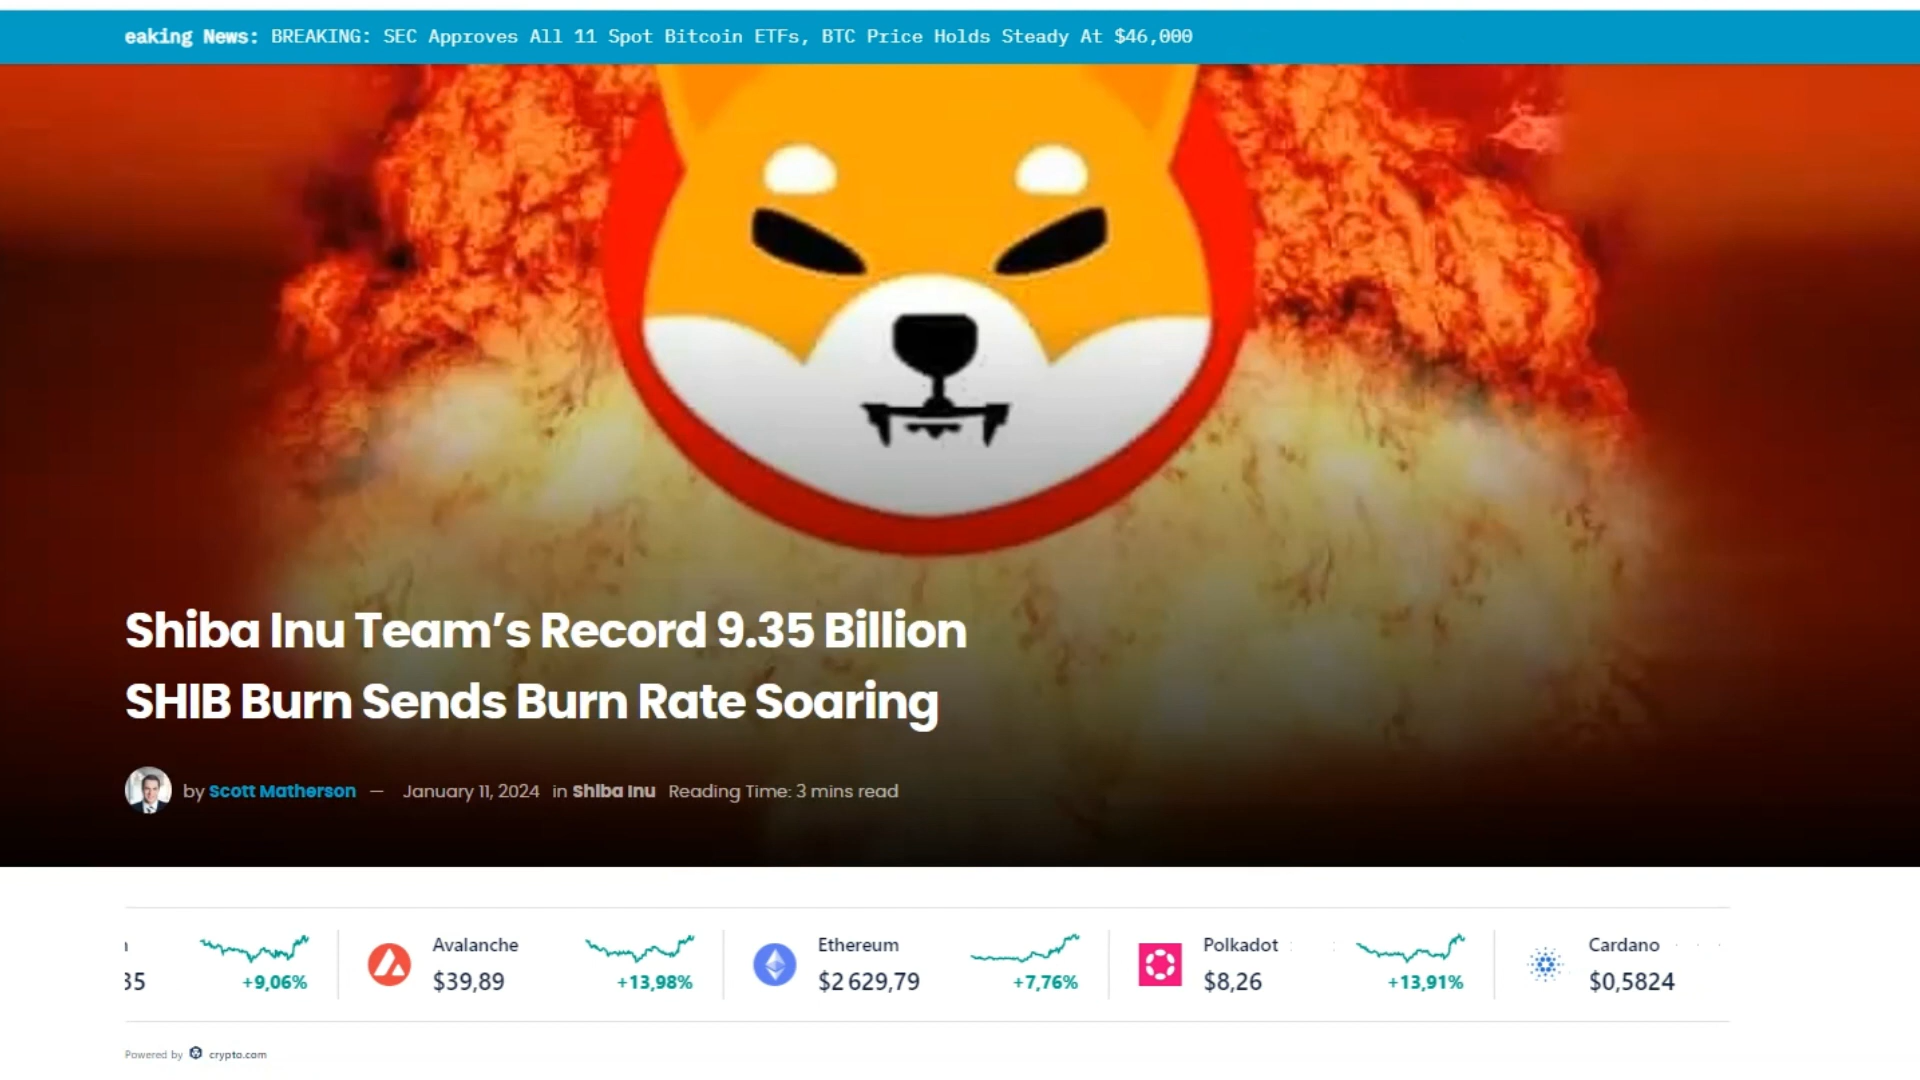 eaking News: BREAKING: SEC Approves All 11 Spot Bitcoin ETFs, BTC Price Holds Steady At $46,000
Shiba Inu Team’s Record 9.35 Billion
SHIB Burn Sends Burn Rate Soaring
by Scott Matherson — January 11, 2024 in Shiba Inu Reading Time: 3 mins read
35 +9,06%
Avalanche
$39,89 +13,98%
Ethereum
$2 629,79 +7,76%
Polkadot
$8,26 +13,91%
Cardano
$0,5824
Powered by crypto.com